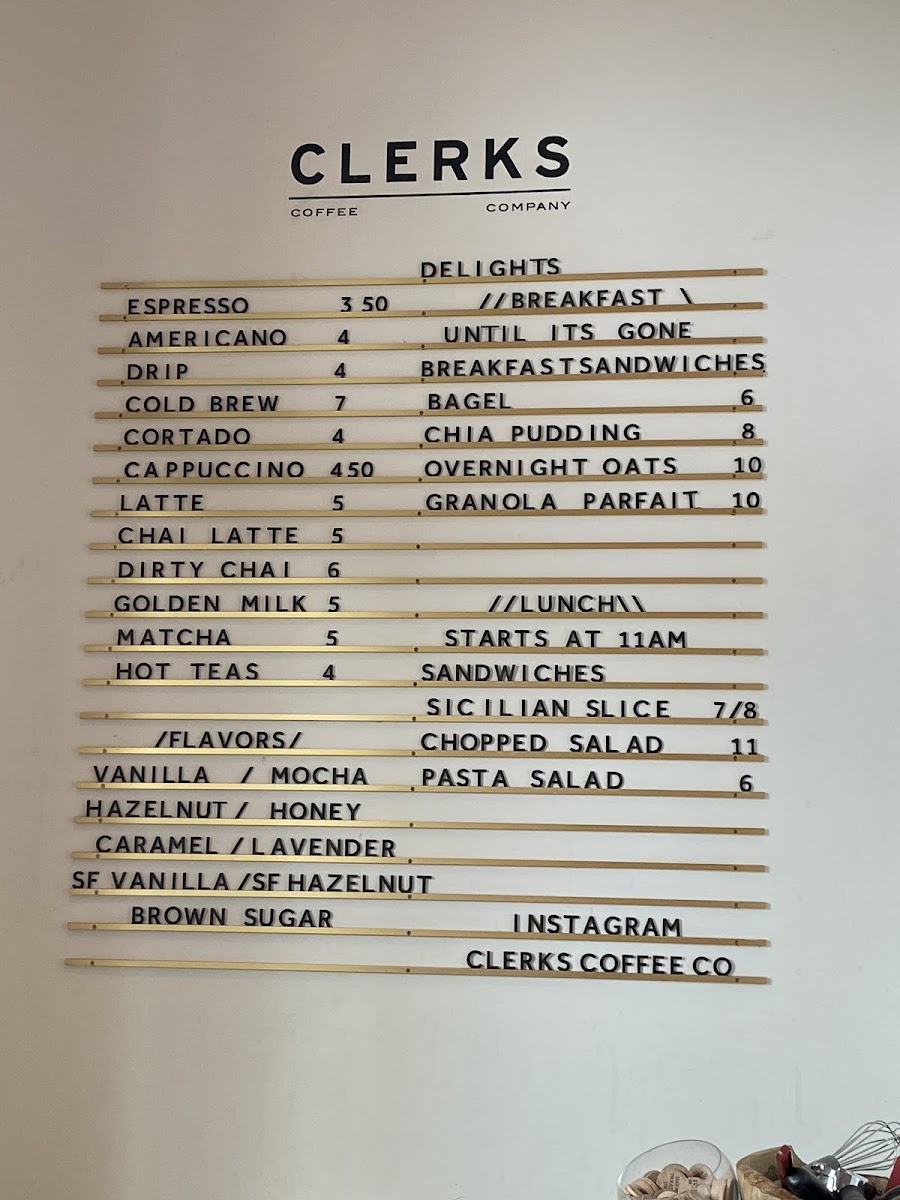 CLERKS
COFFEE COMPANY
ESPRESSO 3 50
AMERICANO 4
DRIP 4
COLD BREW 7
CORTADO 4
CAPPUCCINO 4 50
LATTE 5
CHAI LATTE 5
DIRTY CHAI 6
GOLDEN MILK 5
MATCHA 5
HOT TEAS 4
/FLAVORS/
VANILLA / MOCHA
HAZELNUT / HONEY
CARAMEL / LAVENDER
SF VANILLA /SF HAZELNUT
BROWN SUGAR
DELIGHTS
//BREAKFAST \
UNTIL ITS GONE
BREAKFASTSANDWICHES
BAGEL 6
CHIA PUDDING 8
OVERNIGHT OATS 10
GRANOLA PARFAIT 10
//LUNCH\\
STARTS AT 11AM
SANDWICHES
SICILIAN SLICE 7/8
CHOPPED SALAD 11
PASTA SALAD 6
INSTAGRAM
CLERKS COFFEE CO